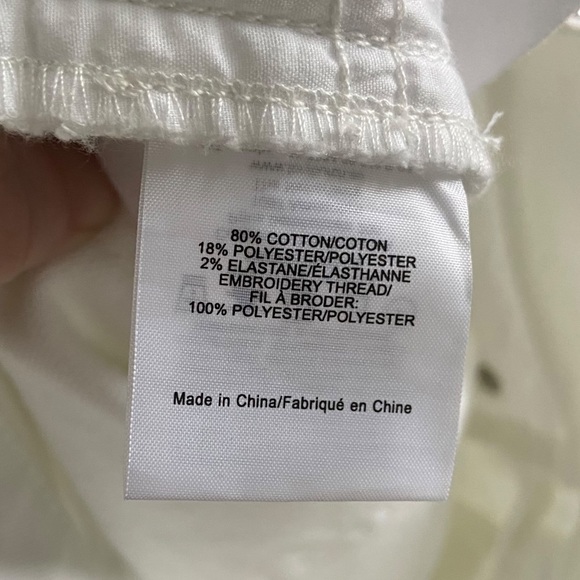 80% COTTON/COTON
18% POLYESTER/POLYESTER
2% ELASTANE/ÉLASTHANNE
EMBROIDERY THREAD/
FIL À BRODER:
100% POLYESTER/POLYESTER
Made in China/Fabriqué en Chine